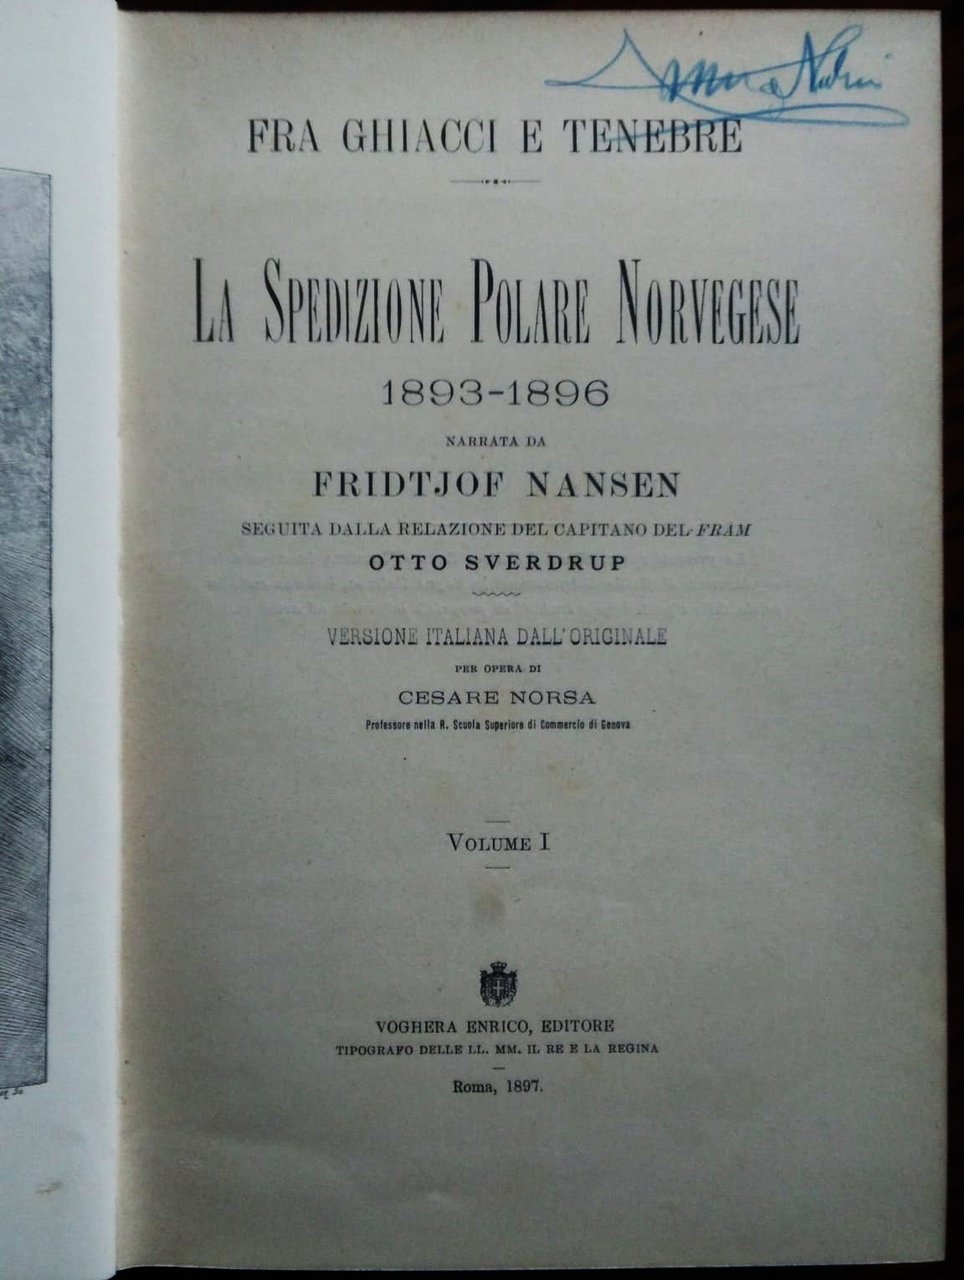 FRA GHIACCI E TENEBRE
LA SPEDIZIONE POLARE NORVEGESE
1893-1896
NARRATA DA
FRIDTJOF NANSEN
SEGUITA DALLA RELAZIONE DEL CAPITANO DEL FRAM
OTTO SVERDRUP
VERSIONE ITALIANA DALL'ORIGINALE
PER OPERA DI
CESARE NORSA
Professore nella R. Scuola Superiore di Commercio di Genova
VOLUME I
VOGHERA ENRICO, EDITORE
TIPOGRAFO DELLE LL. MM. IL RE E LA REGINA
Roma, 1897.